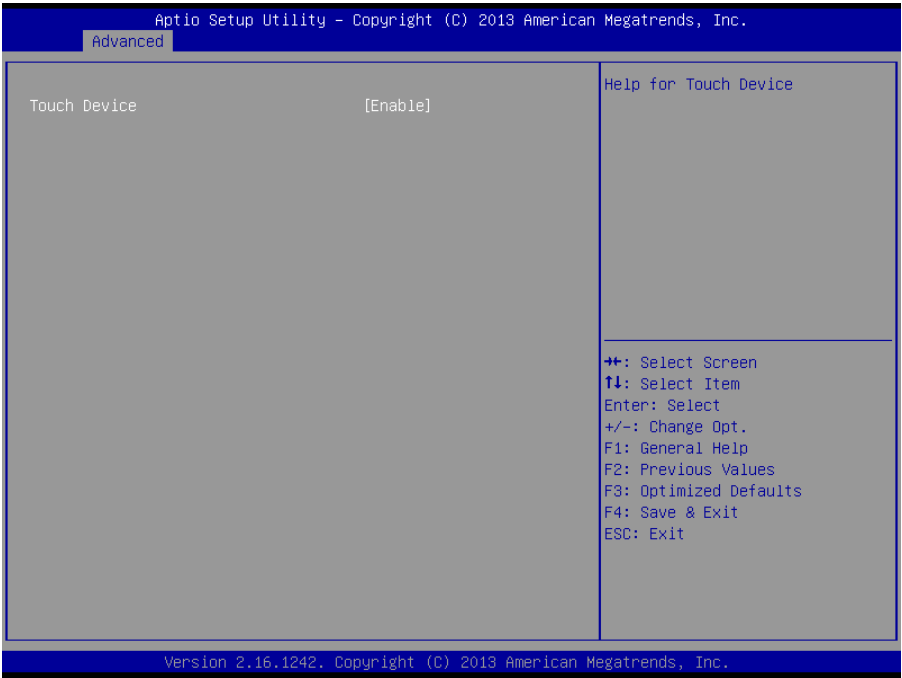 Aptio Setup Utility – Copyright (C) 2013 American Megatrends, Inc.
Advanced
Touch Device [Enable]
Help for Touch Device
→←: Select Screen
↑↓: Select Item
Enter: Select
+/-: Change Opt.
F1: General Help
F2: Previous Values
F3: Optimized Defaults
F4: Save & Exit
ESC: Exit
Version 2.16.1242. Copyright (C) 2013 American Megatrends, Inc.